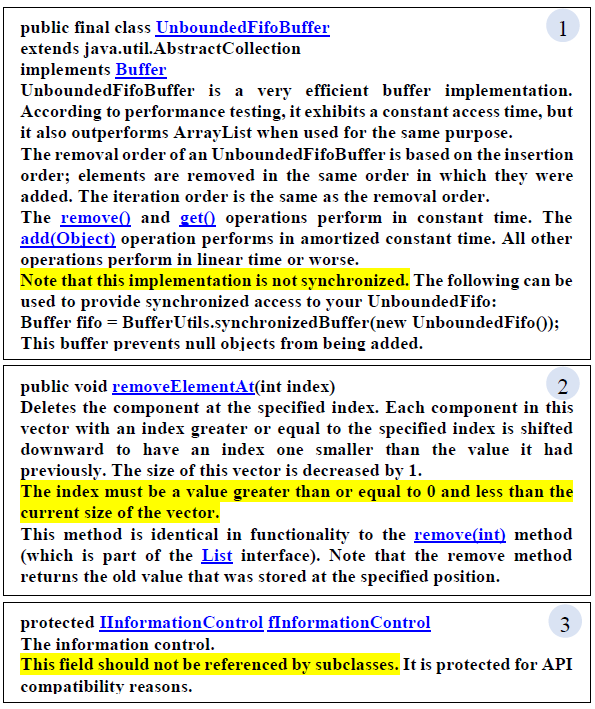 public final class UnboundedFifoBuffer
1
extends java.util.AbstractCollection
implements Buffer
UnboundedFifoBuffer is a very efficient buffer implementation.
According to performance testing, it exhibits a constant access time, but
it also outperforms ArrayList when used for the same purpose.
The removal order of an UnboundedFifoBuffer is based on the insertion
order; elements are removed in the same order in which they were
added. The iteration order is the same as the removal order.
The remove() and get() operations perform in constant time. The
add(Object) operation performs in amortized constant time. All other
operations perform in linear time or worse.
Note that this implementation is not synchronized. The following can be
used to provide synchronized access to your UnboundedFifo:
Buffer fifo = BufferUtils.synchronizedBuffer(new UnboundedFifo());
This buffer prevents null objects from being added.
public void removeElementAt(int index)
2
Deletes the component at the specified index. Each component in this
vector with an index greater or equal to the specified index is shifted
downward to have an index one smaller than the value it had
previously. The size of this vector is decreased by 1.
The index must be a value greater than or equal to 0 and less than the
current size of the vector.
This method is identical in functionality to the remove(int) method
(which is part of the List interface). Note that the remove method
returns the old value that was stored at the specified position.
protected IInformationControl fInformationControl
3
The information control.
This field should not be referenced by subclasses. It is protected for API
compatibility reasons.